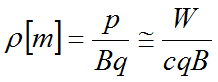 ρ[m] = p/Bq ≅ W/cqB